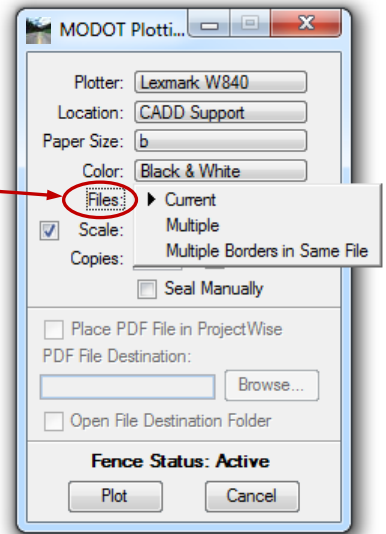 MODOT Plotti...
Plotter: Lexmark W840
Location: CADD Support
Paper Size: b
Color: Black & White
Files: Current
Multiple
Multiple Borders in Same File
Scale:
Copies:
Seal Manually
Place PDF File in ProjectWise
PDF File Destination:
Browse...
Open File Destination Folder
Fence Status: Active
Plot Cancel